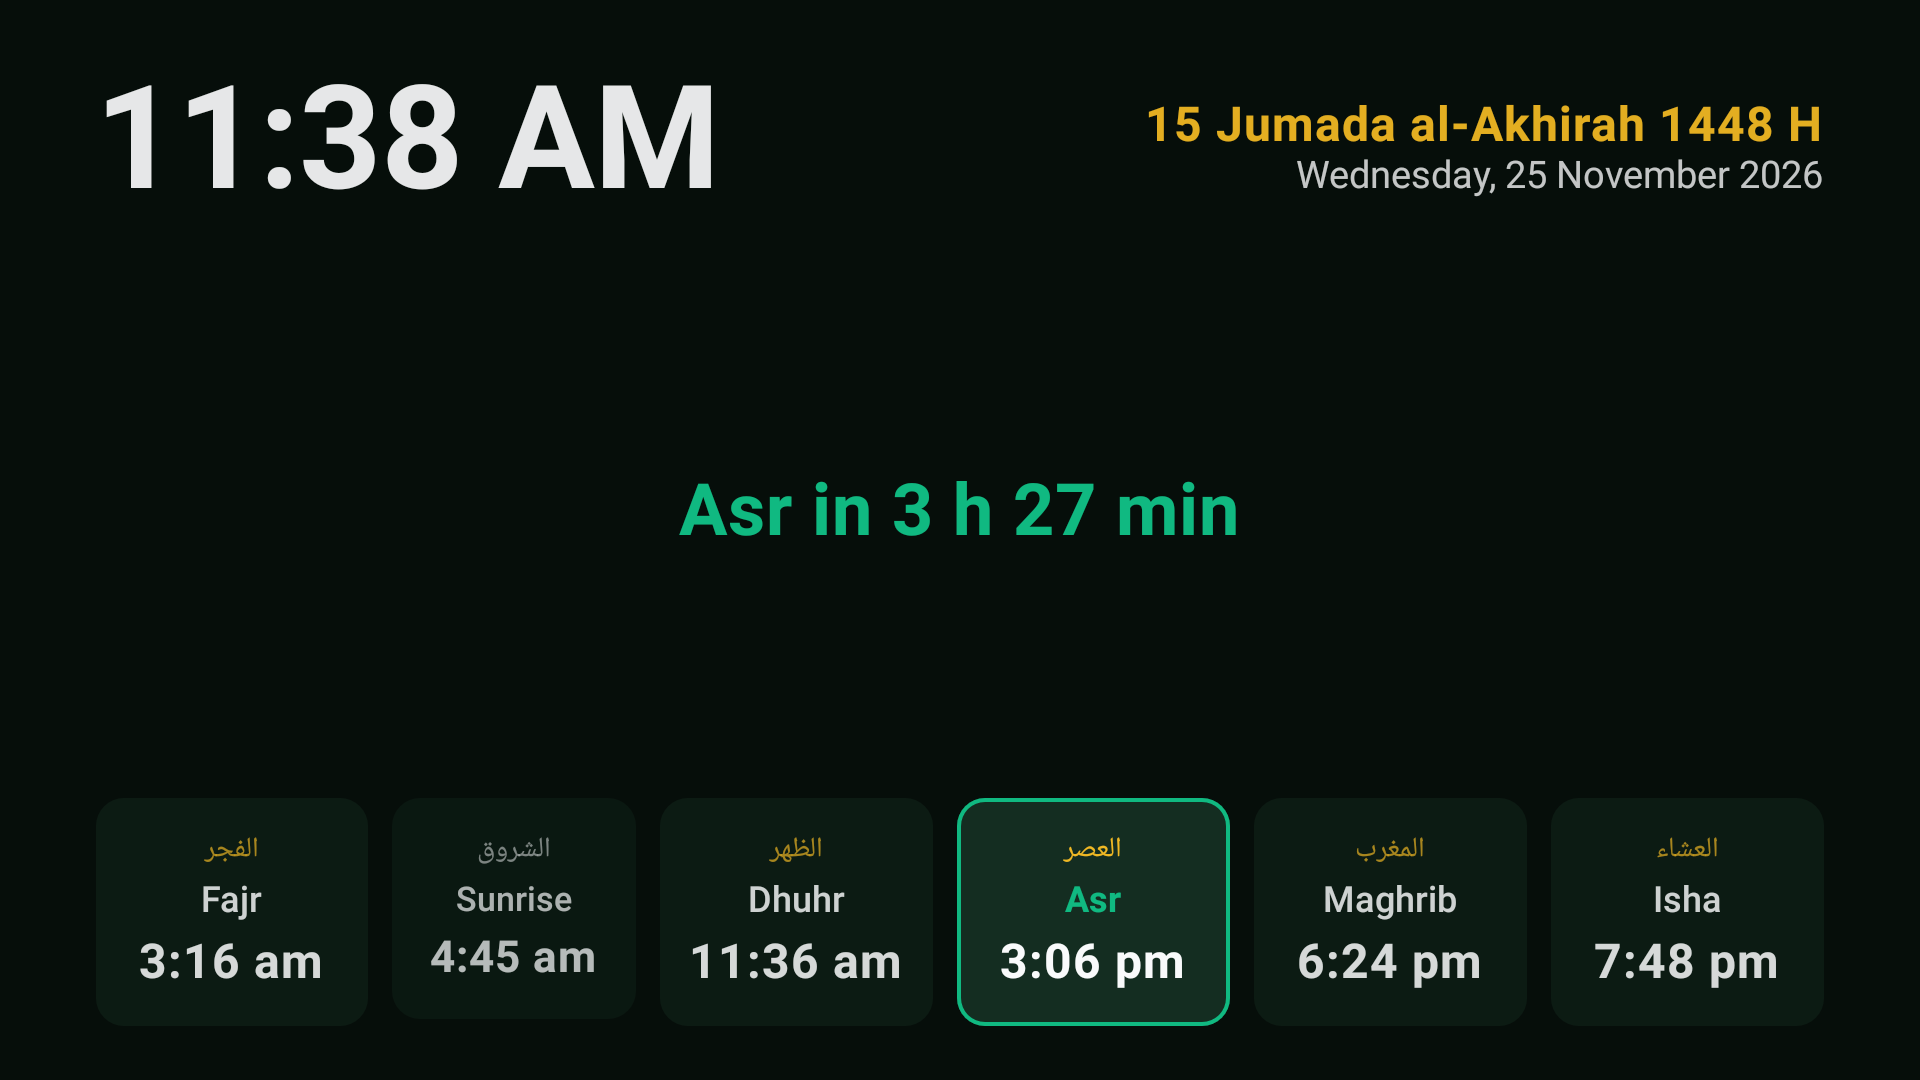 11:38 AM
15 Jumada al-Akhirah 1448 H
Wednesday, 25 November 2026
Asr in 3 h 27 min
الفجر
Fajr
3:16 am
الشروق
Sunrise
4:45 am
الظهر
Dhuhr
11:36 am
العصر
Asr
3:06 pm
المغرب
Maghrib
6:24 pm
العشاء
Isha
7:48 pm